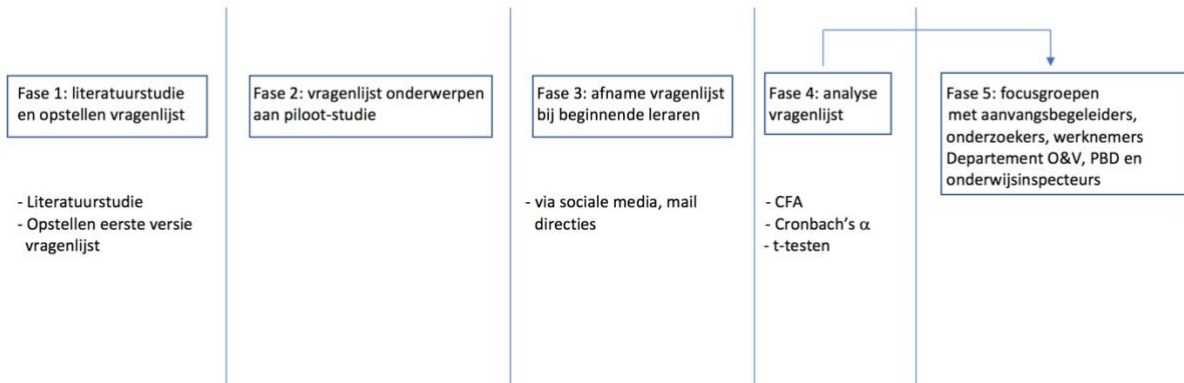 Fase 1: literatuurstudie
en opstellen vragenlijst
Fase 2: vragenlijst onderwerpen
aan piloot-studie
Fase 3: afname vragenlijst
bij beginnende leraren
Fase 4: analyse
vragenlijst
Fase 5: focusgroepen
met aanvangsbegeleiders,
onderzoekers, werknemers
Departement O&V, PBD en
onderwijsinspecteurs
- Literatuurstudie
- Opstellen eerste versie
vragenlijst
- via sociale media, mail
directies
- CFA
- Cronbach's α
- t-testen